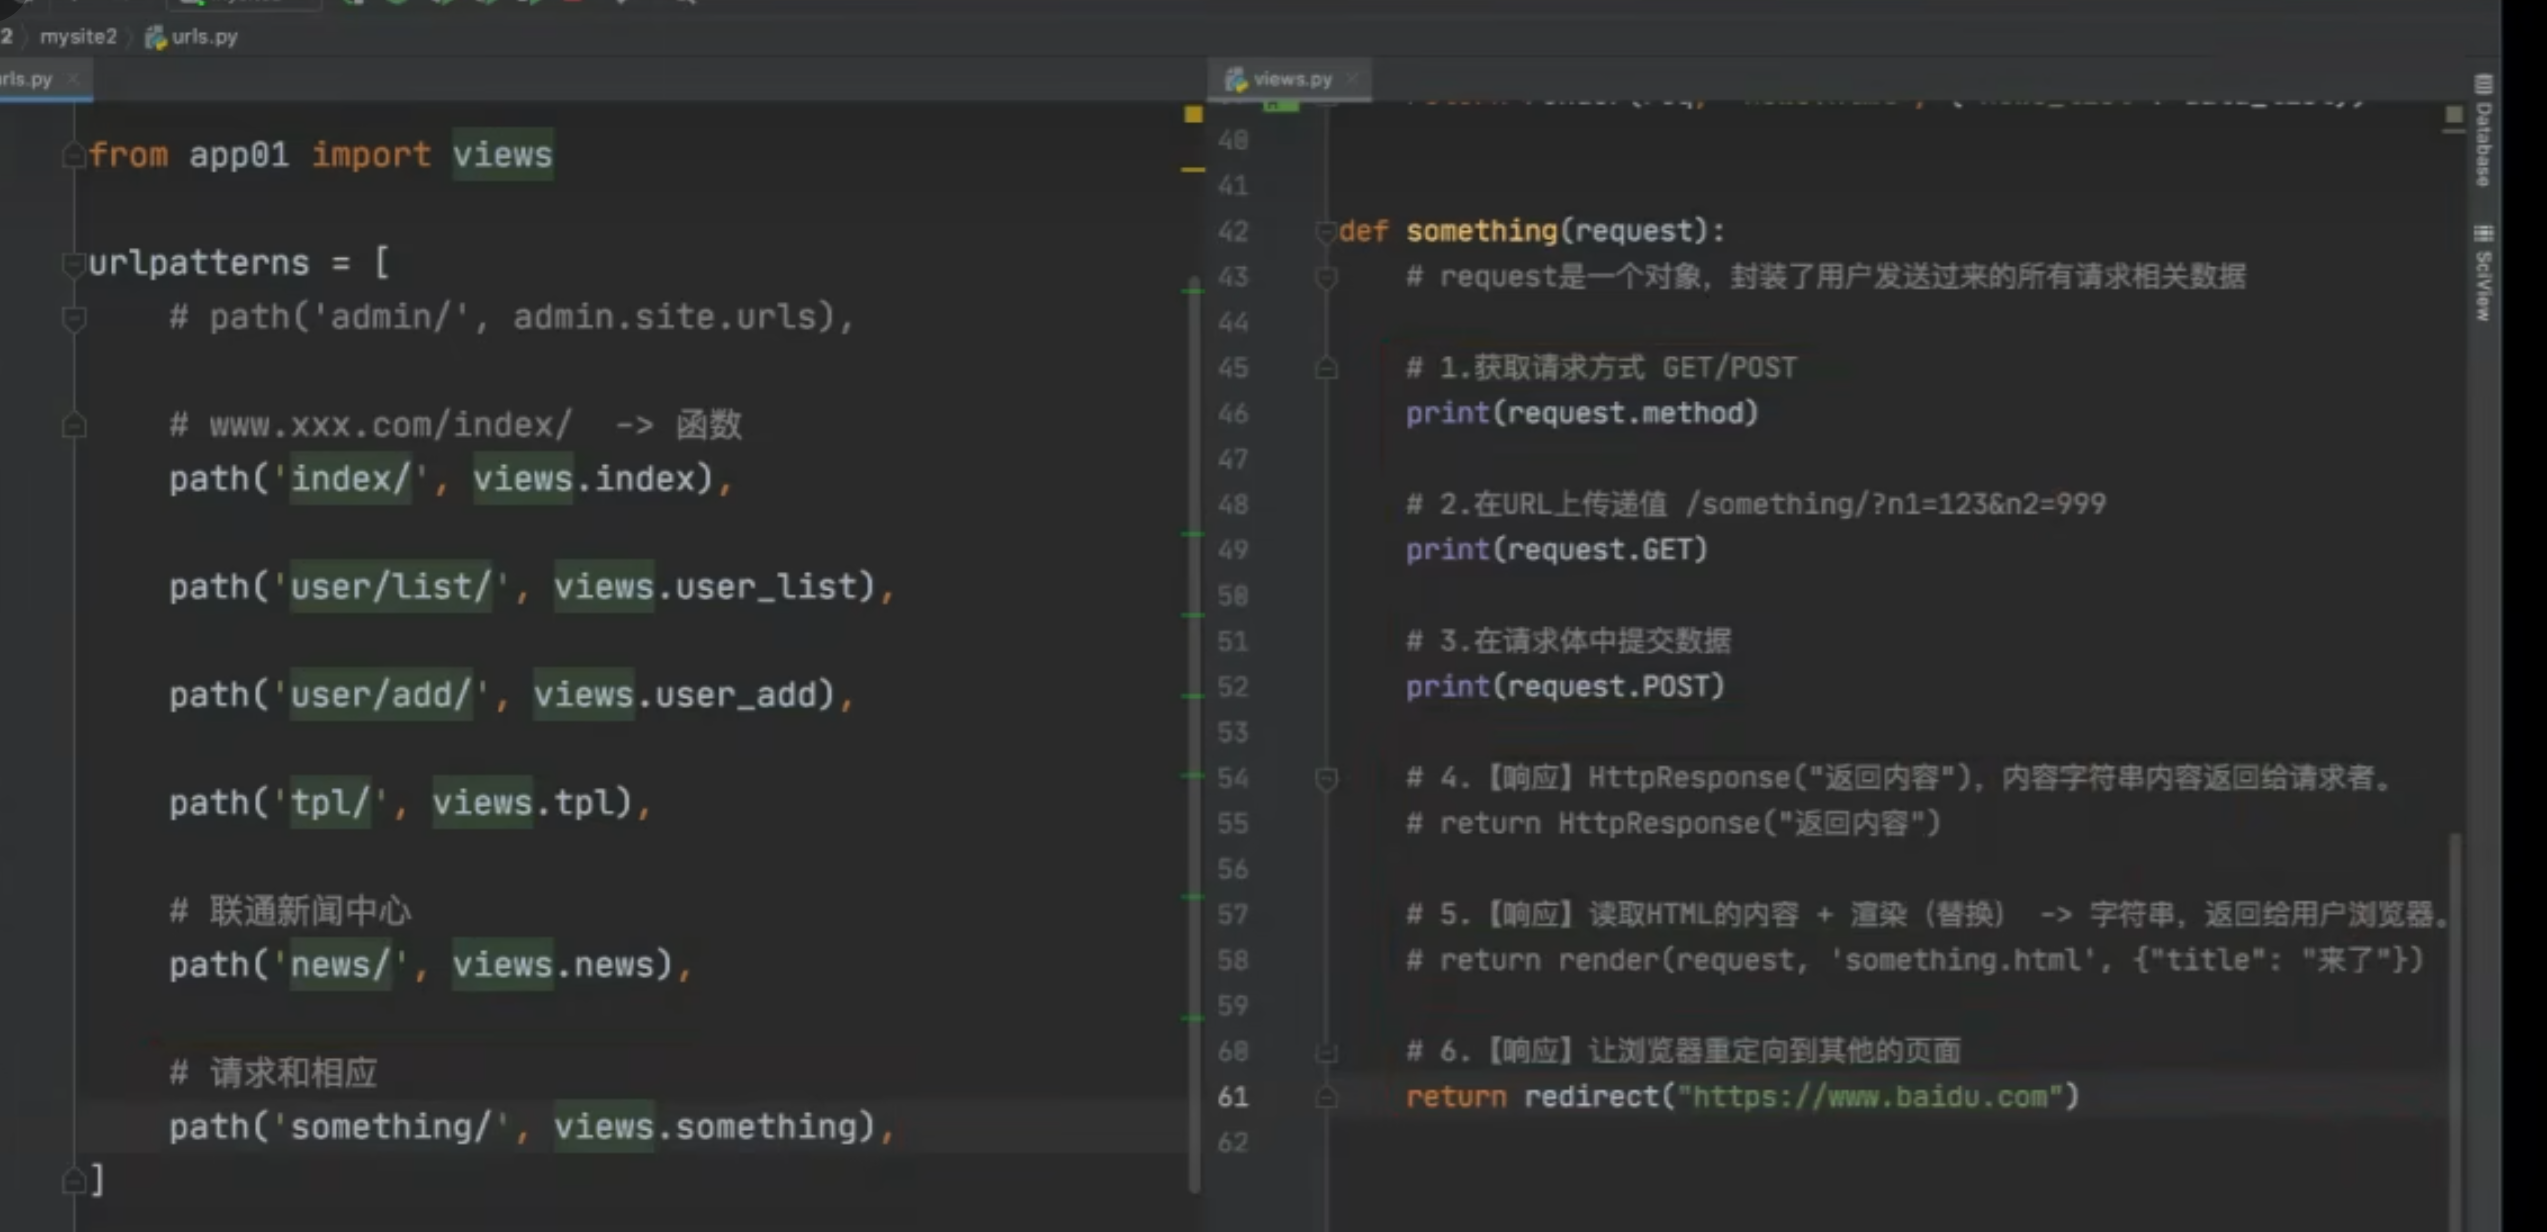 2 mysite2 urls.py
rls.py
from app01 import views
urlpatterns = [
# path('admin/', admin.site.urls),
# www.xxx.com/index/ -> 函数
path('index/', views.index),
path('user/list/', views.user_list),
path('user/add/', views.user_add),
path('tpl/', views.tpl),
# 联通新闻中心
path('news/', views.news),
# 请求和相应
path('something/', views.something),
]
views.py
40
41
42 def something(request):
43 # request是一个对象，封装了用户发送过来的所有请求相关数据
44
45 # 1.获取请求方式 GET/POST
46 print(request.method)
47
48 # 2.在URL上传递值 /something/?n1=123&n2=999
49 print(request.GET)
50
51 # 3.在请求体中提交数据
52 print(request.POST)
53
54 # 4.【响应】HttpResponse("返回内容")，内容字符串内容返回给请求者。
55 # return HttpResponse("返回内容")
56
57 # 5.【响应】读取HTML的内容 + 渲染（替换） -> 字符串，返回给用户浏览器。
58 # return render(request, 'something.html', {"title": "来了"})
59
60 # 6.【响应】让浏览器重定向到其他的页面
61 return redirect("https://www.baidu.com")
62
Database
SciView